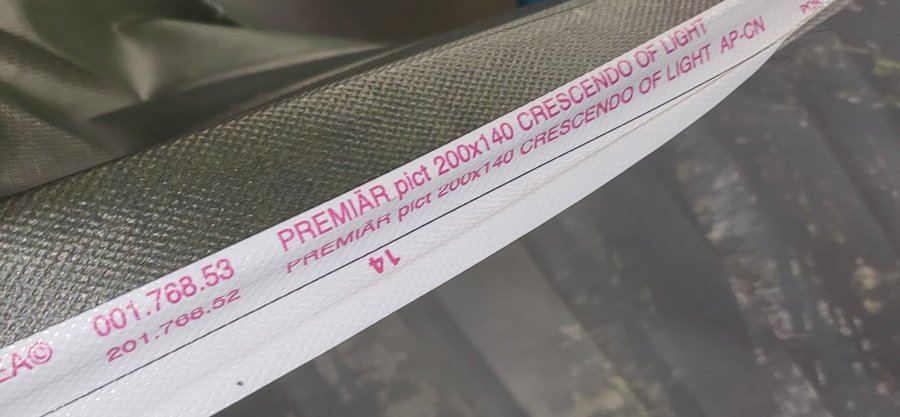 001.768.53 PREMIÄR pict 200x140 CRESCENDO OF LIGHT
201.766.52 PREMIÄR pict 200x140 CRESCENDO OF LIGHT AP-CN
14